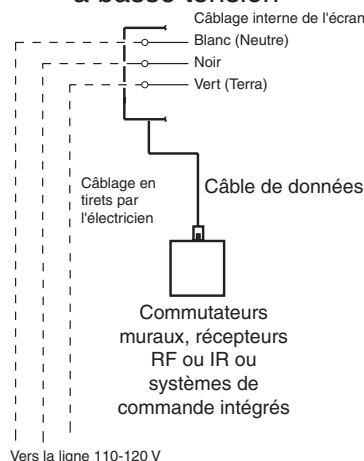 à basse tension
Câblage interne de l'écran
Blanc (Neutre)
Noir
Vert (Terra)
Câblage en
tirets par
l'électricien
Câble de données
Commutateurs
muraux, récepteurs
RF ou IR ou
systèmes de
commande intégrés
Vers la ligne 110-120 V